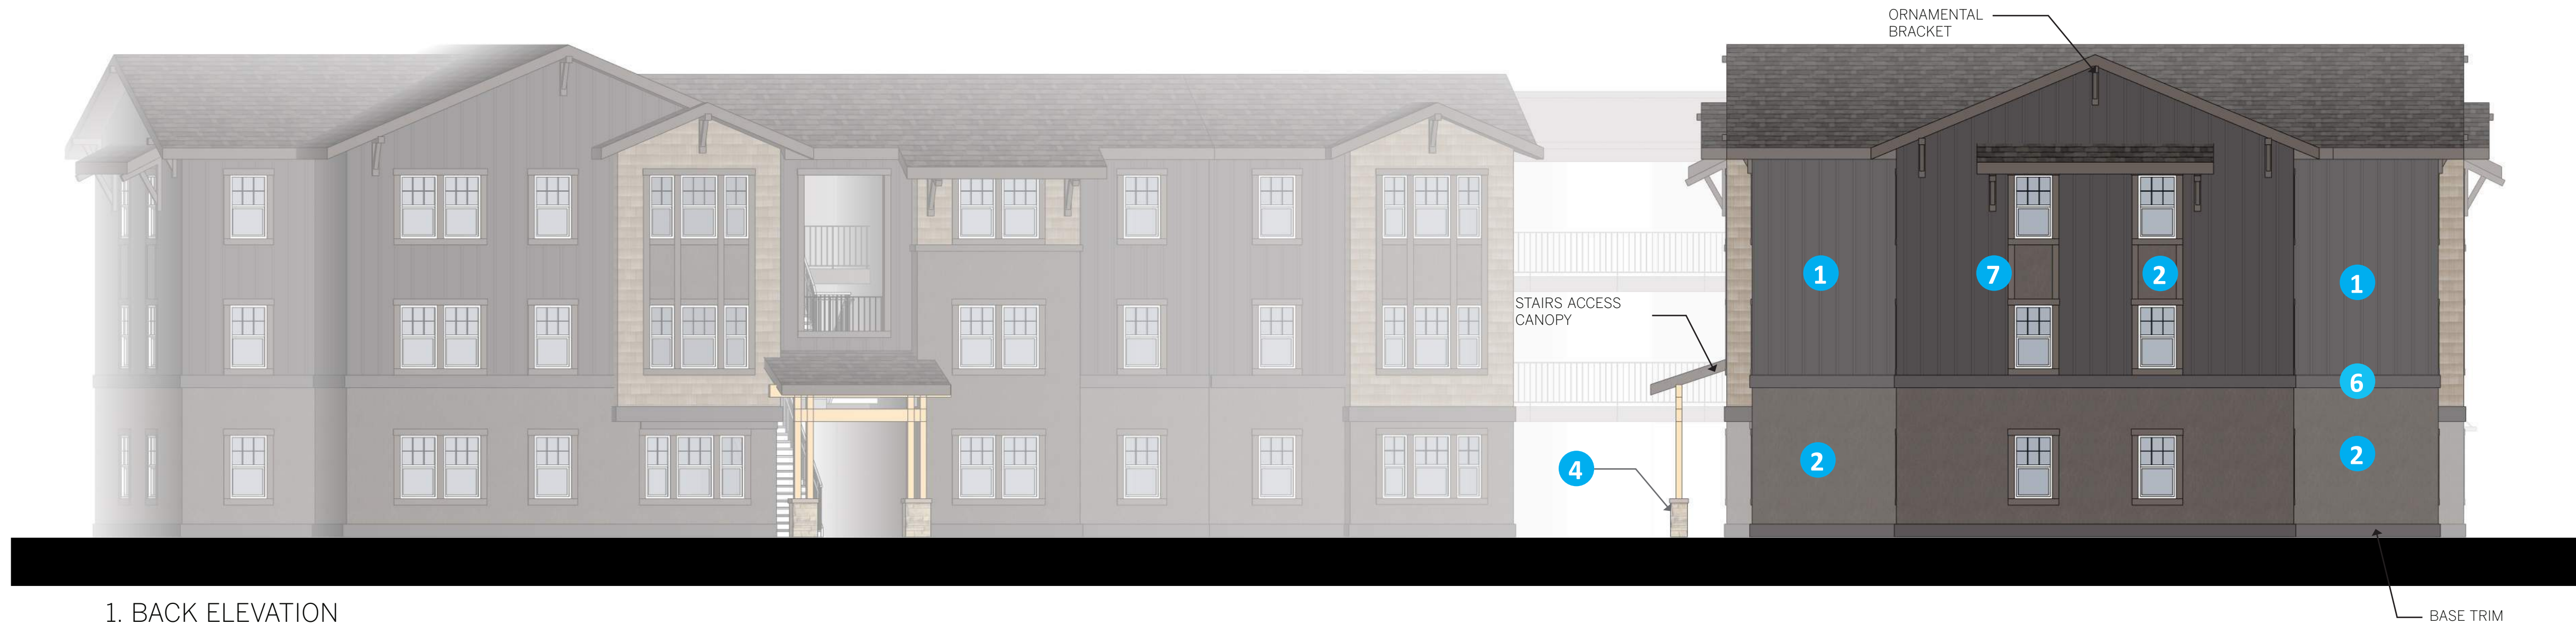 ORNAMENTAL
BRACKET
1
7
2
1
STAIRS ACCESS
CANOPY
6
4
2
2
1. BACK ELEVATION
BASE TRIM